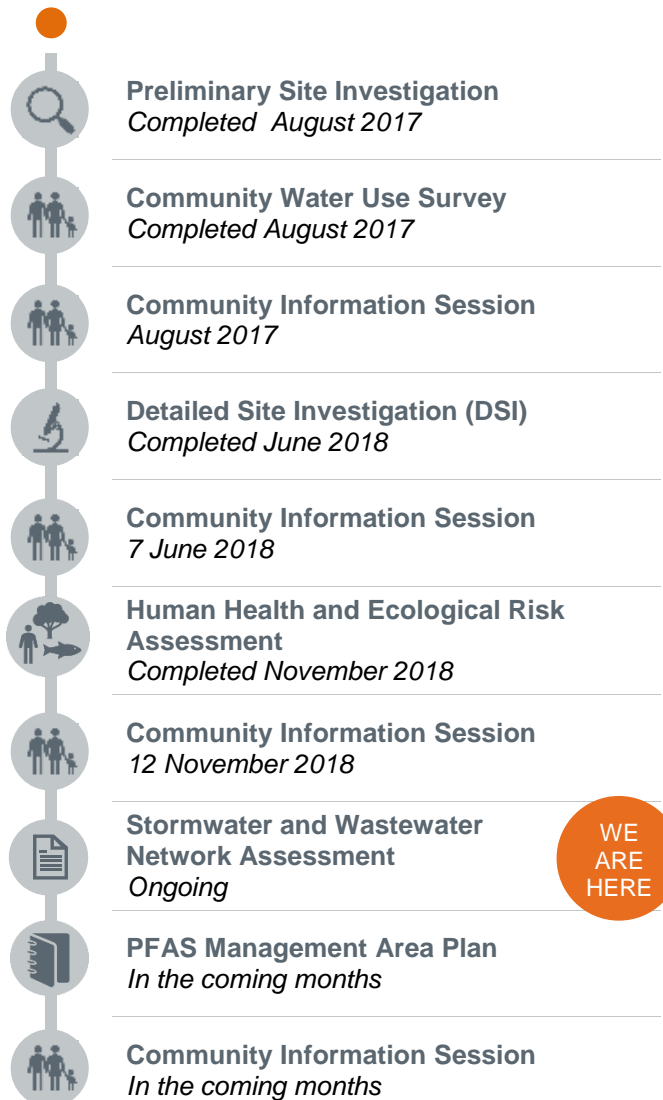 Preliminary Site Investigation
Completed August 2017
Community Water Use Survey
Completed August 2017
Community Information Session
August 2017
Detailed Site Investigation (DSI)
Completed June 2018
Community Information Session
7 June 2018
Human Health and Ecological Risk
Assessment
Completed November 2018
Community Information Session
12 November 2018
Stormwater and Wastewater
Network Assessment
Ongoing
WE
ARE
HERE
PFAS Management Area Plan
In the coming months
Community Information Session
In the coming months